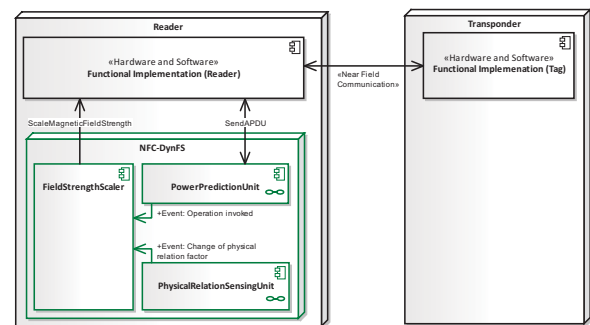 Reader
«Hardware and Software»
Functional Implementation (Reader)
ScaleMagneticFieldStrength
SendAPDU
NFC-DynFS
FieldStrengthScaler
PowerPredictionUnit
+Event: Operation invoked
+Event: Change of physical
relation factor
PhysicalRelationSensingUnit
«Near Field
Communication»
Transponder
«Hardware and Software»
Functional Implemenation (Tag)